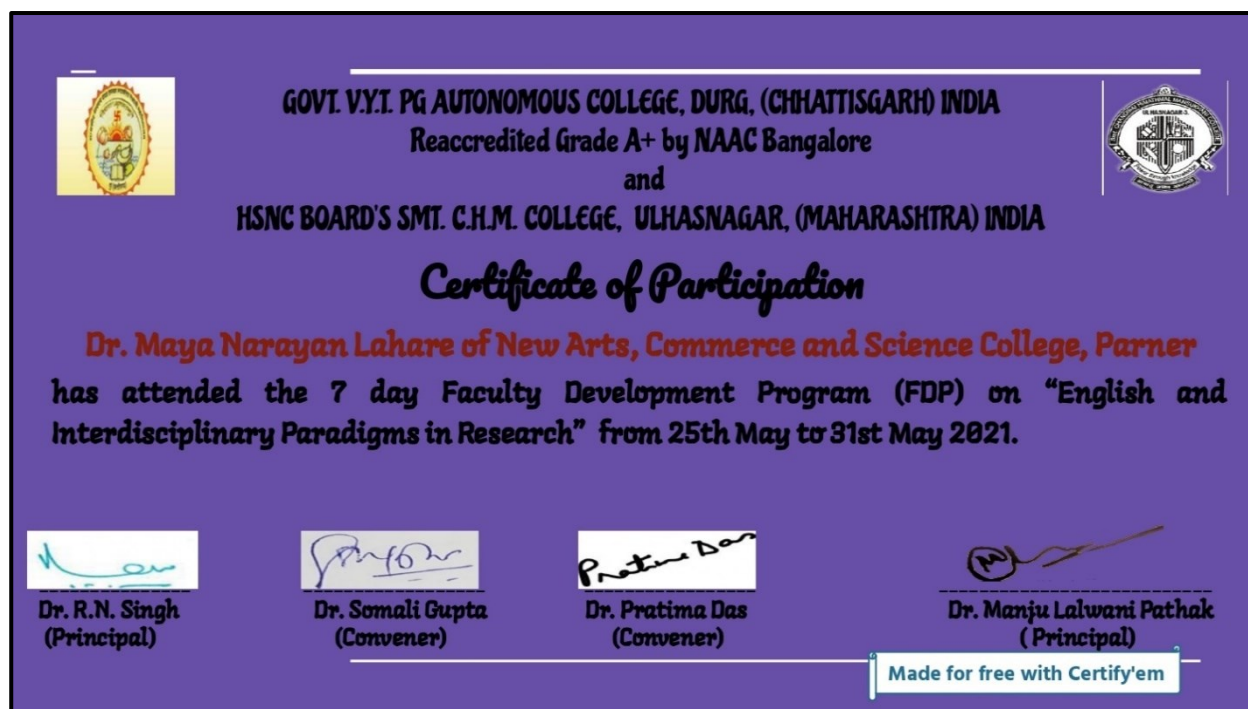 GOVT. V.Y.T. PG AUTONOMOUS COLLEGE, DURG, (CHHATTISGARH) INDIA
Reaccredited Grade A+ by NAAC Bangalore
and
HSNC BOARD'S SMT. C.H.M. COLLEGE, ULHASNAGAR, (MAHARASHTRA) INDIA
Certificate of Participation
Dr. Maya Narayan Lahare of New Arts, Commerce and Science College, Parner
has attended the 7 day Faculty Development Program (FDP) on “English and
Interdisciplinary Paradigms in Research” from 25th May to 31st May 2021.
Pratima Das
Dr. R.N. Singh
(Principal)
Dr. Somali Gupta
(Convener)
Dr. Pratima Das
(Convener)
Dr. Manju Lalwani Pathak
( Principal)
Made for free with Certify'em